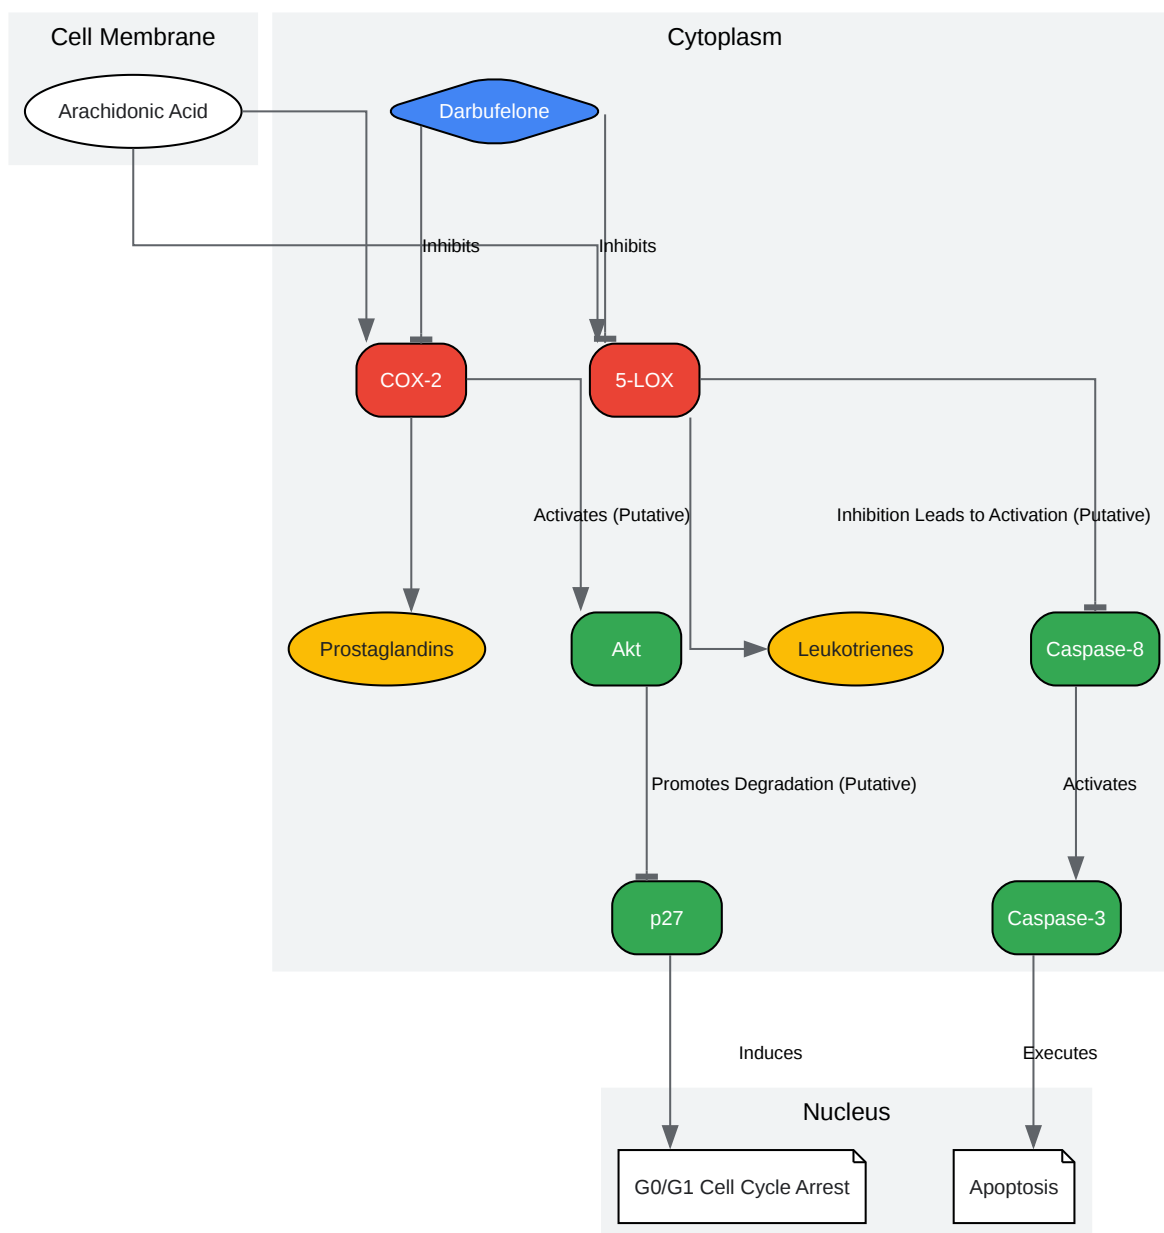 Cell Membrane
Cytoplasm
Arachidonic Acid
Darbufelone
Inhibits
Inhibits
COX-2
5-LOX
Activates (Putative)
Inhibition Leads to Activation (Putative)
Prostaglandins
Akt
Leukotrienes
Caspase-8
Promotes Degradation (Putative)
Activates
p27
Caspase-3
Induces
Executes
Nucleus
G0/G1 Cell Cycle Arrest
Apoptosis